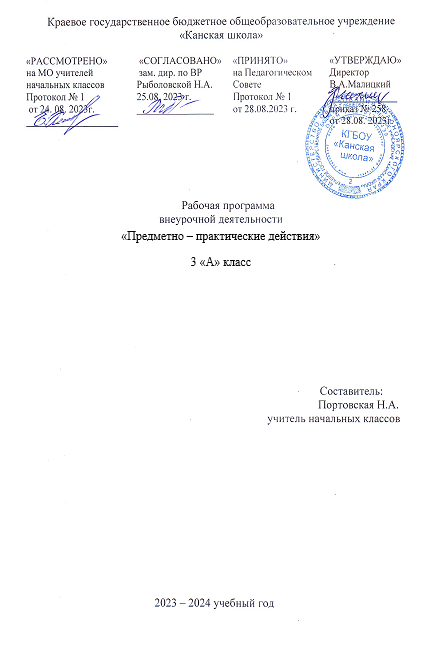 Краевое государственное бюджетное общеобразовательное учреждение
«Канская школа»
«РАССМОТРЕНО»
на МО учителей
начальных классов
Протокол № 1
от 24. 08. 2023г.
«СОГЛАСОВАНО»
зам. дир. по ВР
Рыболовской Н.А.
25.08. 2023 г.
«ПРИНЯТО»
на Педагогическом
Совете
Протокол № 1
от 28.08.2023 г.
«УТВЕРЖДАЮ»
Директор
В.А.Малицкий
приказ № 258
от 28.08. 2023г.
КГБОУ
«Канская
школа»
Рабочая программа
внеурочной деятельности
«Предметно – практические действия»
3 «А» класс
Составитель:
Портовская Н.А.
учитель начальных классов
2023 – 2024 учебный год